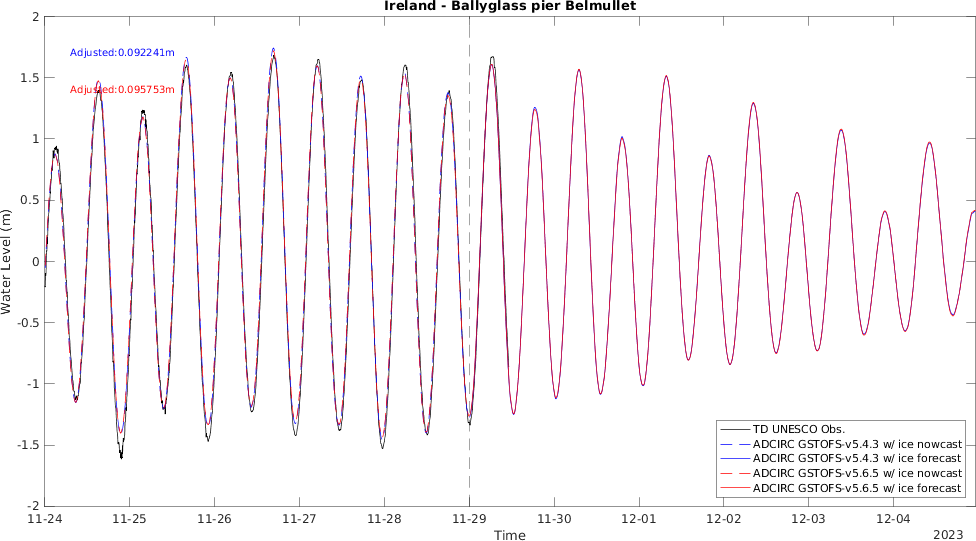 Ireland - Ballyglass pier Belmullet
Adjusted:0.092241m
Adjusted:0.095753m
Water Level (m)
2
1.5
1
0.5
0
-0.5
-1
-1.5
-2
TD UNESCO Obs.
ADCIRC GSTOFS-v5.4.3 w/ ice nowcast
ADCIRC GSTOFS-v5.4.3 w/ ice forecast
ADCIRC GSTOFS-v5.6.5 w/ ice nowcast
ADCIRC GSTOFS-v5.6.5 w/ ice forecast
11-24 11-25 11-26 11-27 11-28 11-29 11-30 12-01 12-02 12-03 12-04
Time
2023